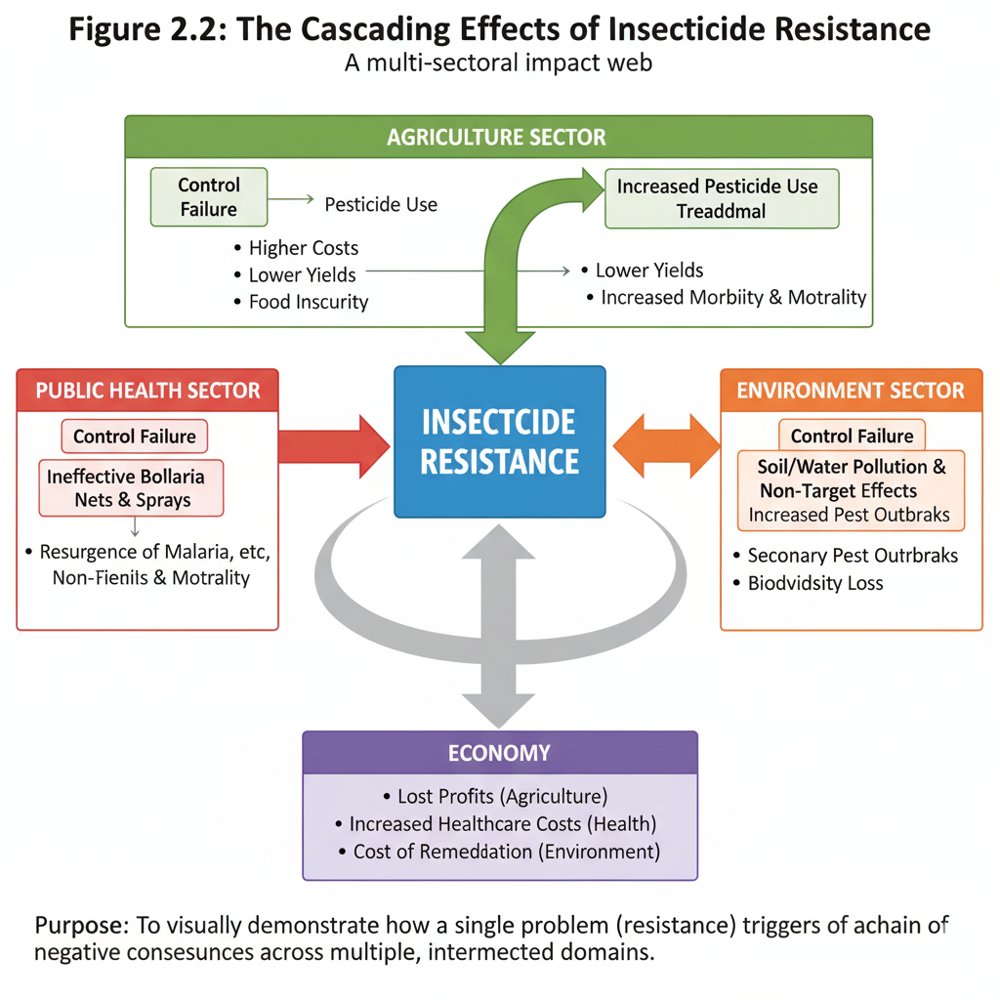 Figure 2.2: The Cascading Effects of Insecticide Resistance
A multi-sectoral impact web
AGRICULTURE SECTOR
Control
Failure
Pesticide Use
• Higher Costs
• Lower Yields
• Food Inscurity
Increased Pesticide Use
Treaddmal
• Lower Yields
• Increased Morbiity & Motrality
PUBLIC HEALTH SECTOR
Control Failure
Ineffective Bollaria
Nets & Sprays
• Resurgence of Malaria, etc,
& Motrality
INSECTCIDE
RESISTANCE
ENVIRONMENT SECTOR
Control Failure
Soil/Water Pollution &
Non-Target Effects
Increased Pest Outbraks
• Seconary Pest Outrbraks
• Biodvidsity Loss
ECONOMY
• Lost Profits (Agriculture)
• Increased Healthcare Costs (Health)
• Cost of Remeddation (Environment)
Purpose: To visually demonstrate how a single problem (resistance) triggers of achain of
negative consesunces across multiple, intermected domains.